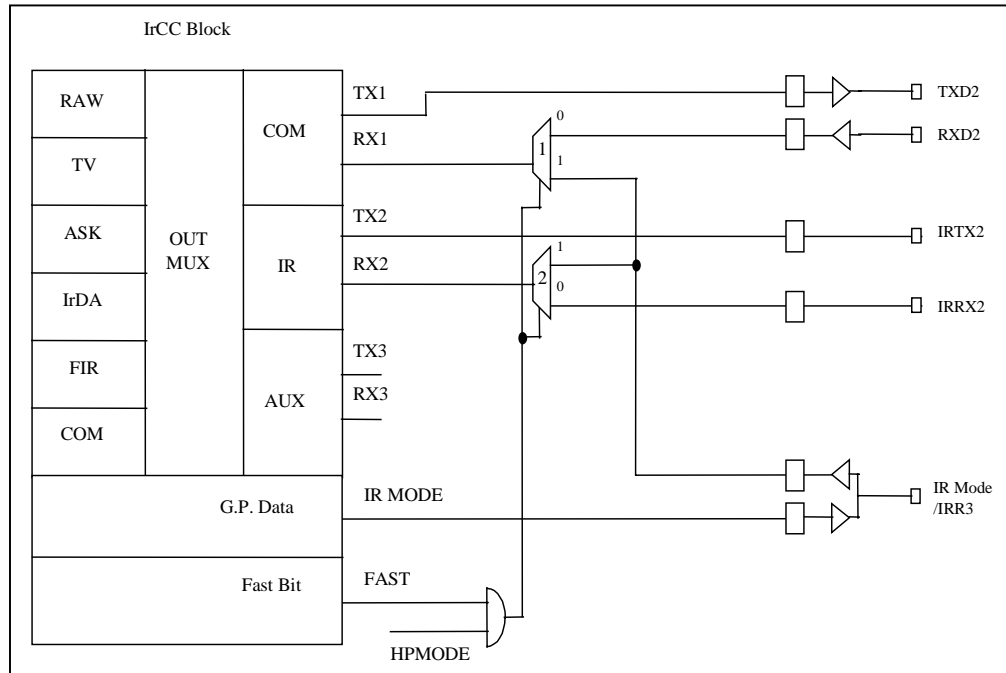 IrCC Block
RAW
TV
ASK
IrDA
FIR
COM
OUT
MUX
COM
IR
AUX
G.P. Data
Fast Bit
TX1
RX1
TX2
RX2
TX3
RX3
IR MODE
FAST
HPMODE
0
1
1
1
2
0
TXD2
RXD2
IRTX2
IRRX2
IR Mode
/IRR3